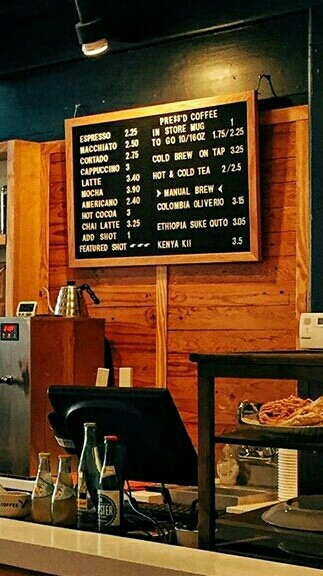 ESPRESSO 2.25
MACCHIATO 2.50
CORTADO 2.75
CAPPUCCINO 3
LATTE 3.40
MOCHA 3.90
AMERICANO 2.40
HOT COCOA 3
CHAI LATTE 3.25
ADD SHOT 1
FEATURED SHOT
PRE$$'D COFFEE
IN STORE MUG 1
TO GO 10/16OZ 1.75/2.25
COLD BREW ON TAP 3.25
HOT & COLD TEA 2/2.5
> MANUAL BREW <
COLOMBIA OLIVERIO 3.15
ETHIOPIA SUKE QUTO 3.05
KENYA KII 3.5
COFFEE